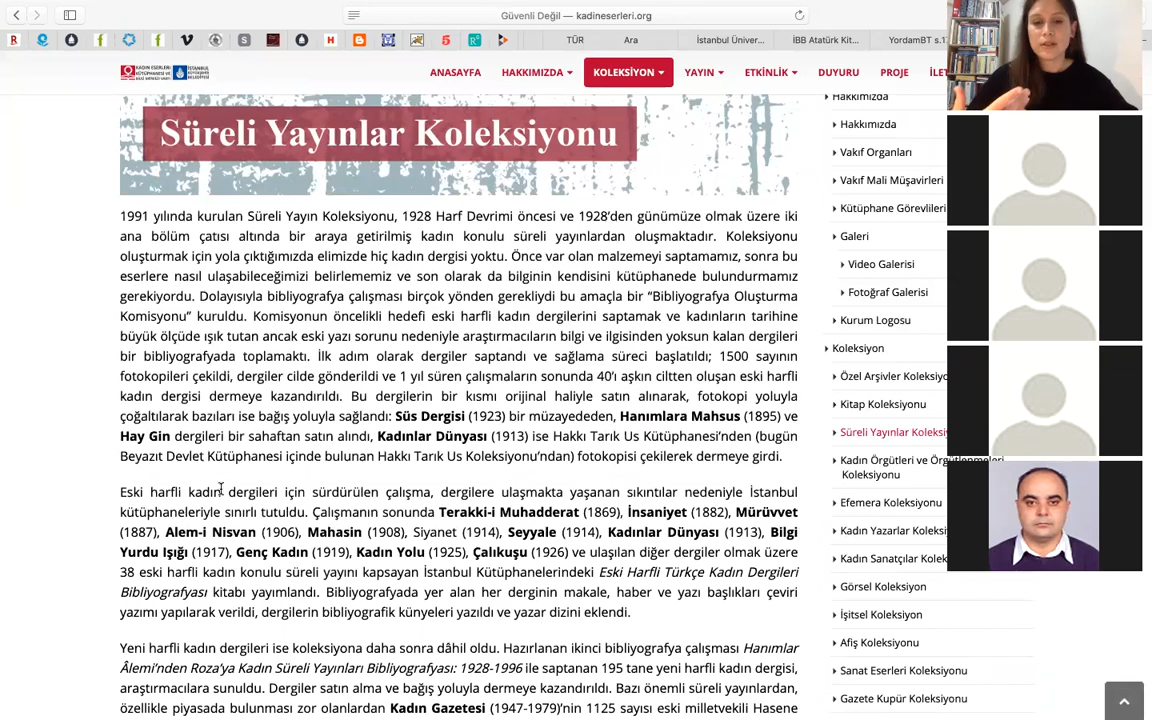 Güvenli Değil — kadineserleri.org
TÜR
Ara
İstanbul Üniver...
İBB Atatürk Kit...
YordamBT s.1
ANASAYFA
HAKKIMIZDA
KOLEKSİYON
YAYIN
ETKİNLİK
DUYURU
PROJE
İLET
Süreli Yayınlar Koleksiyonu
1991 yılında kurulan Süreli Yayın Koleksiyonu, 1928 Harf Devrimi öncesi ve 1928’den günümüze olmak üzere iki
ana bölüm çatısı altında bir araya getirilmiş kadın konulu süreli yayınlardan oluşmaktadır. Koleksiyonu
oluşturmak için yola çıktığımızda elimizde hiç kadın dergisi yoktu. Önce var olan malzemeyi saptamamız, sonra bu
eserlere nasıl ulaşabileceğimizi belirlememiz ve son olarak da bilginin kendisini kütüphanede bulundurmamız
gerekiyordu. Dolayısıyla bibliyografya çalışması birçok yönden gerekliydi bu amaçla bir “Bibliyografya Oluşturma
Komisyonu” kuruldu. Komisyonun öncelikli hedefi eski harfli kadın dergilerini saptamak ve kadınların tarihine
büyük ölçüde ışık tutan ancak eski yazı sorunu nedeniyle araştırmacıların bilgi ve ilgisinden yoksun kalan dergileri
bir bibliyografyada toplamaktı. İlk adım olarak dergiler saptandı ve sağlama süreci başlatıldı; 1500 sayının
fotokopileri çekildi, dergiler cilde gönderildi ve 1 yıl süren çalışmaların sonunda 40’ı aşkın ciltten oluşan eski harfli
kadın dergisi dermeye kazandırıldı. Bu dergilerin bir kısmı orijinal haliyle satın alınarak, fotokopi yoluyla
çoğaltılarak bazıları ise bağış yoluyla sağlandı: Süs Dergisi (1923) bir müzayededen, Hanımlara Mahsus (1895) ve
Hay Gin dergileri bir sahaftan satın alındı, Kadınlar Dünyası (1913) ise Hakkı Tarık Us Kütüphanesi’nden (bugün
Beyazıt Devlet Kütüphanesi içinde bulunan Hakkı Tarık Us Koleksiyonu’ndan) fotokopisi çekilerek dermeye girdi.
Eski harfli kadın dergileri için sürdürülen çalışma, dergilere ulaşmakta yaşanan sıkıntılar nedeniyle İstanbul
kütüphaneleriyle sınırlı tutuldu. Çalışmanın sonunda Terakki-i Muhadderat (1869), İnsaniyet (1882), Mürüvvet
(1887), Alem-i Nisvan (1906), Mahasin (1908), Siyanet (1914), Seyyale (1914), Kadınlar Dünyası (1913), Bilgi
Yurdu Işığı (1917), Genç Kadın (1919), Kadın Yolu (1925), Çalıkuşu (1926) ve ulaşılan diğer dergiler olmak üzere
38 eski harfli kadın konulu süreli yayını kapsayan İstanbul Kütüphanelerindeki Eski Harfli Türkçe Kadın Dergileri
Bibliyografyası kitabı yayımlandı. Bibliyografyada yer alan her derginin makale, haber ve yazı başlıkları çeviri
yazımı yapılarak verildi, dergilerin bibliyografik künyeleri yazıldı ve yazar dizini eklendi.
Yeni harfli kadın dergileri ise koleksiyona daha sonra dâhil oldu. Hazırlanan ikinci bibliyografya çalışması Hanımlar
Âlemi’nden Roza’ya Kadın Süreli Yayınları Bibliyografyası: 1928-1996 ile saptanan 195 tane yeni harfli kadın dergisi,
araştırmacılara sunuldu. Dergiler satın alma ve bağış yoluyla dermeye kazandırıldı. Bazı önemli süreli yayınlardan,
özellikle piyasada bulunması zor olanlardan Kadın Gazetesi (1947-1979)’nin 1125 sayısı eski milletvekili Hasene
Hakkımızda
Hakkımızda
Vakıf Organları
Vakıf Mali Müşavirleri
Kütüphane Görevlileri
Galeri
Video Galerisi
Fotoğraf Galerisi
Kurum Logosu
Koleksiyon
Özel Arşivler Koleksiyo
Kitap Koleksiyonu
Süreli Yayınlar Koleksiy
Kadın Örgütleri ve Örgütlenmeleri
Koleksiyonu
Efemera Koleksiyonu
Kadın Yazarlar Koleksi
Kadın Sanatçılar Kolek
Görsel Koleksiyon
İşitsel Koleksiyon
Afiş Koleksiyonu
Sanat Eserleri Koleksiyonu
Gazete Kupür Koleksiyonu